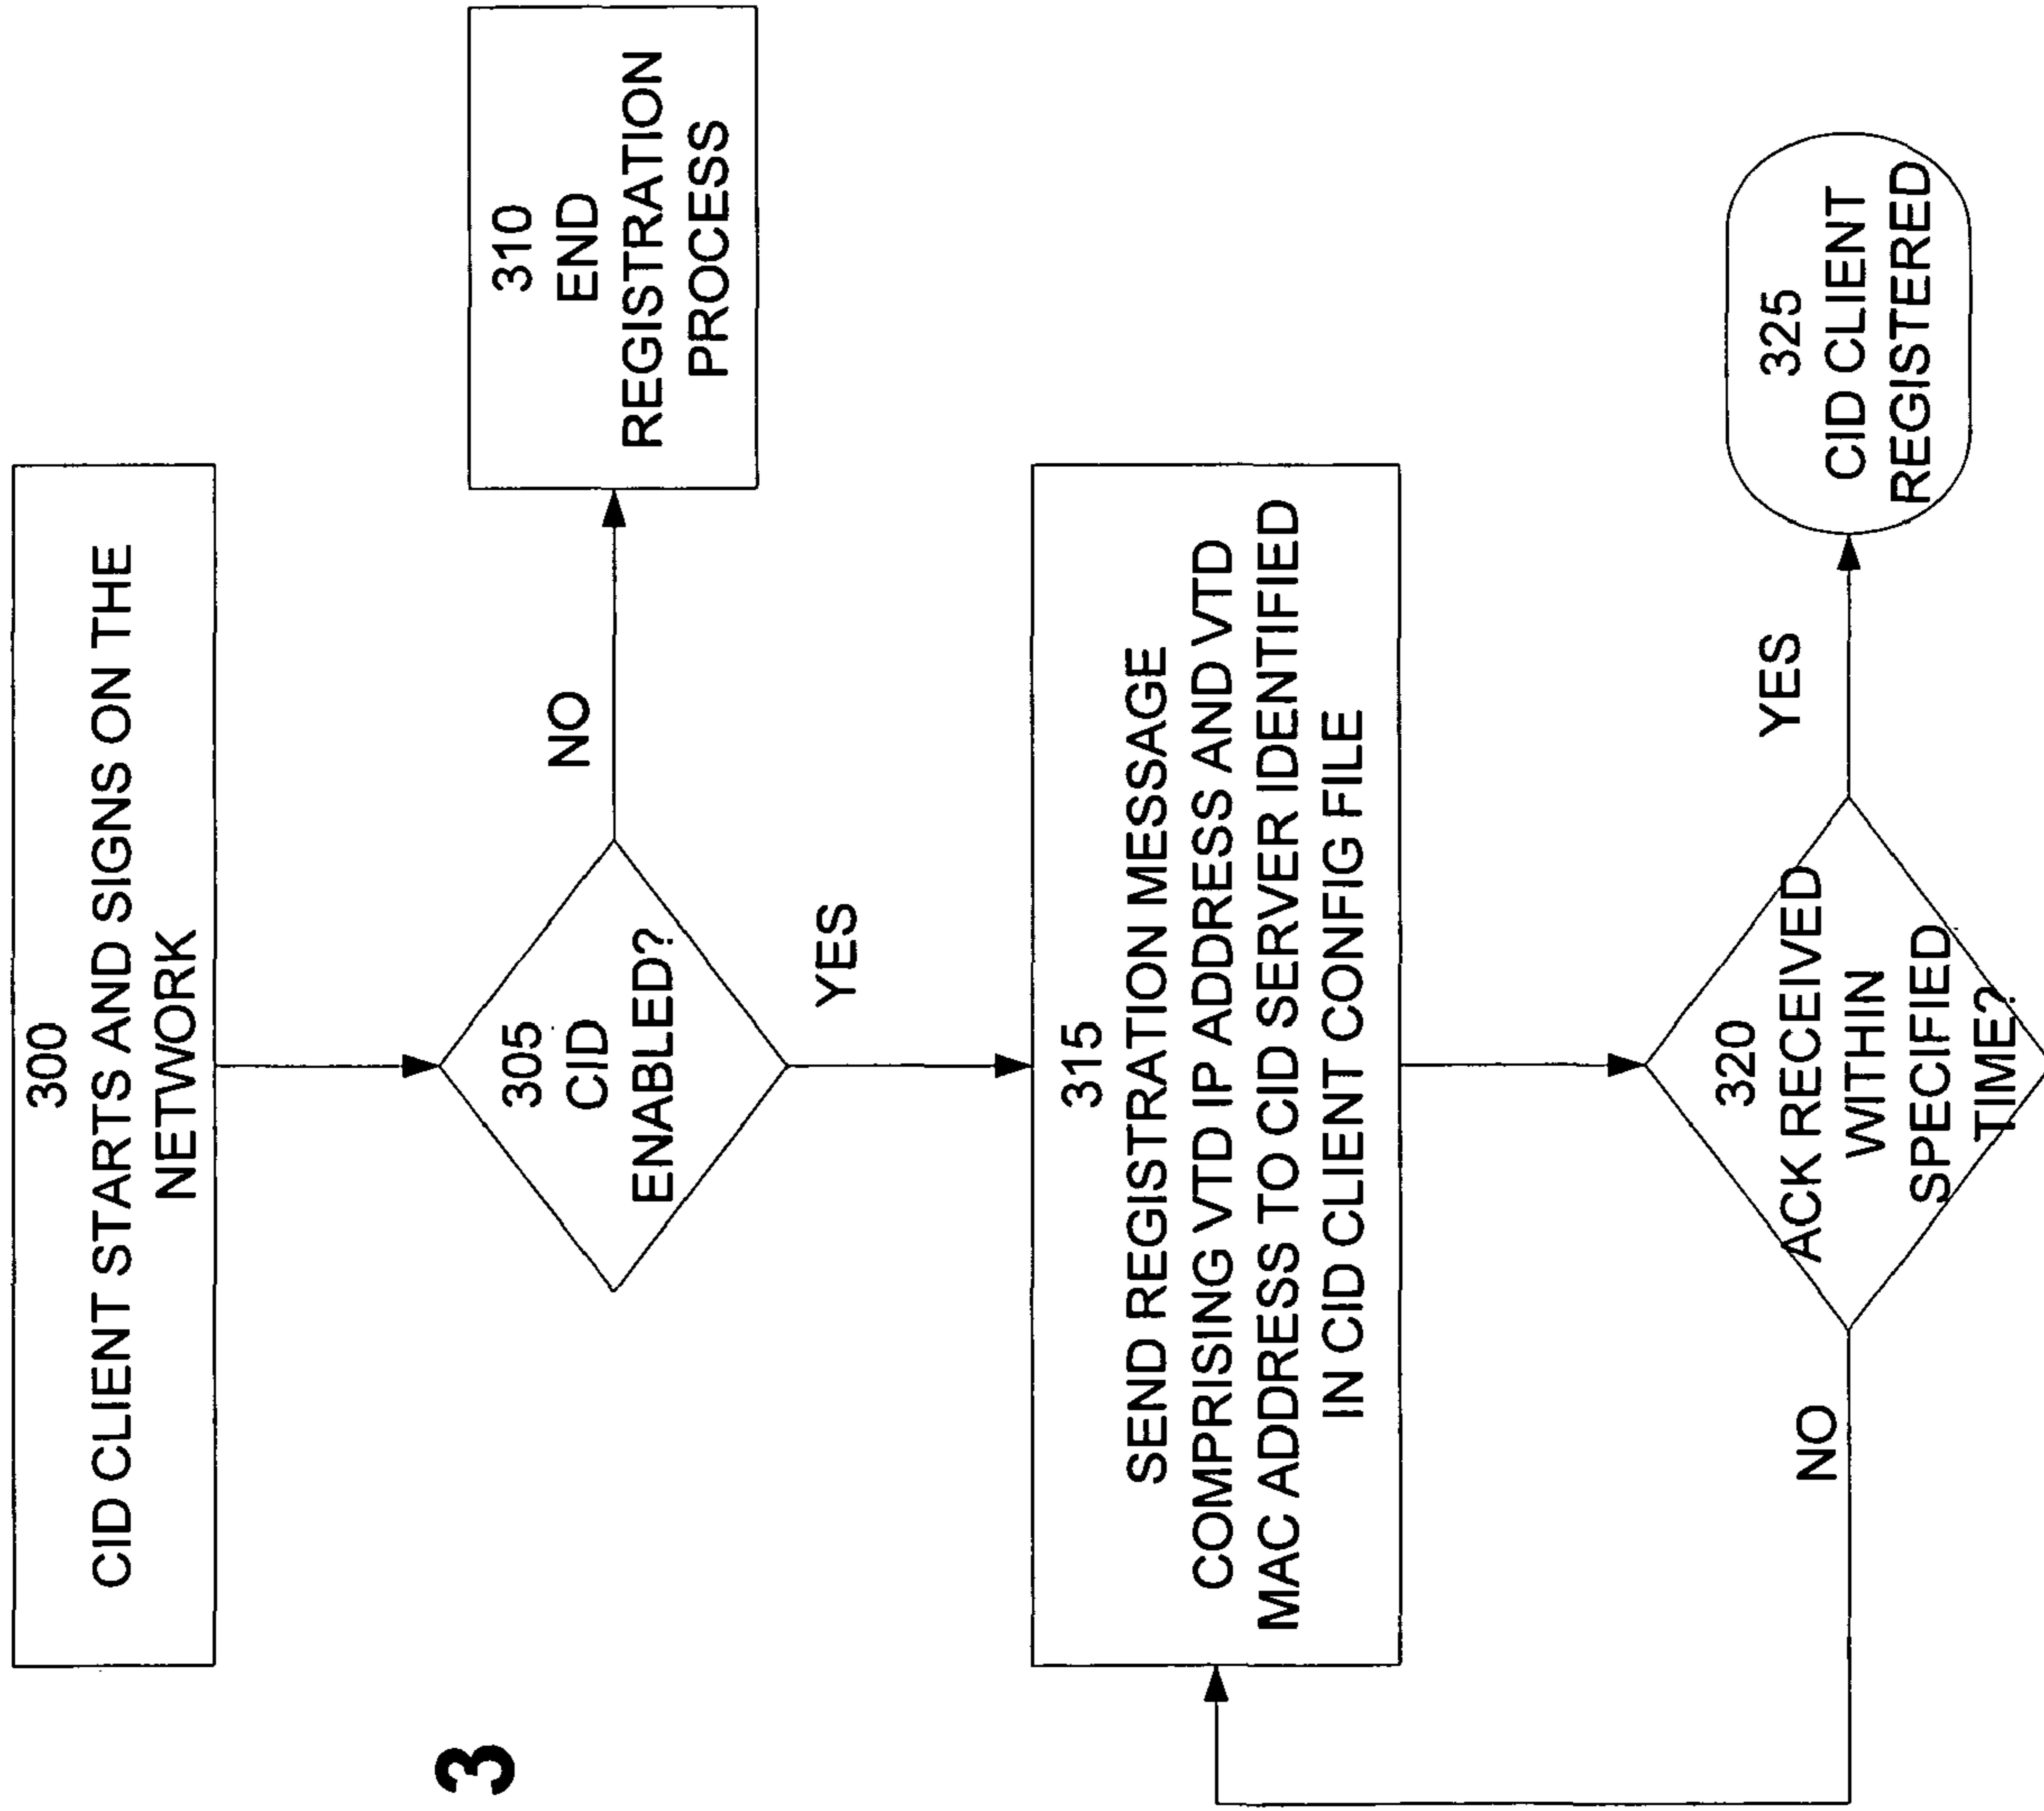 300
CID CLIENT STARTS AND SIGNS ON THE
NETWORK
305
CID
ENABLED?
NO
310
END
REGISTRATION
PROCESS
YES
315
SEND REGISTRATION MESSAGE
COMPRISING VTD IP ADDRESS AND VTD
MAC ADDRESS TO CID SERVER IDENTIFIED
IN CID CLIENT CONFIG FILE
320
ACK RECEIVED
WITHIN
SPECIFIED
TIME?
NO
YES
325
CID CLIENT
REGISTERED
3